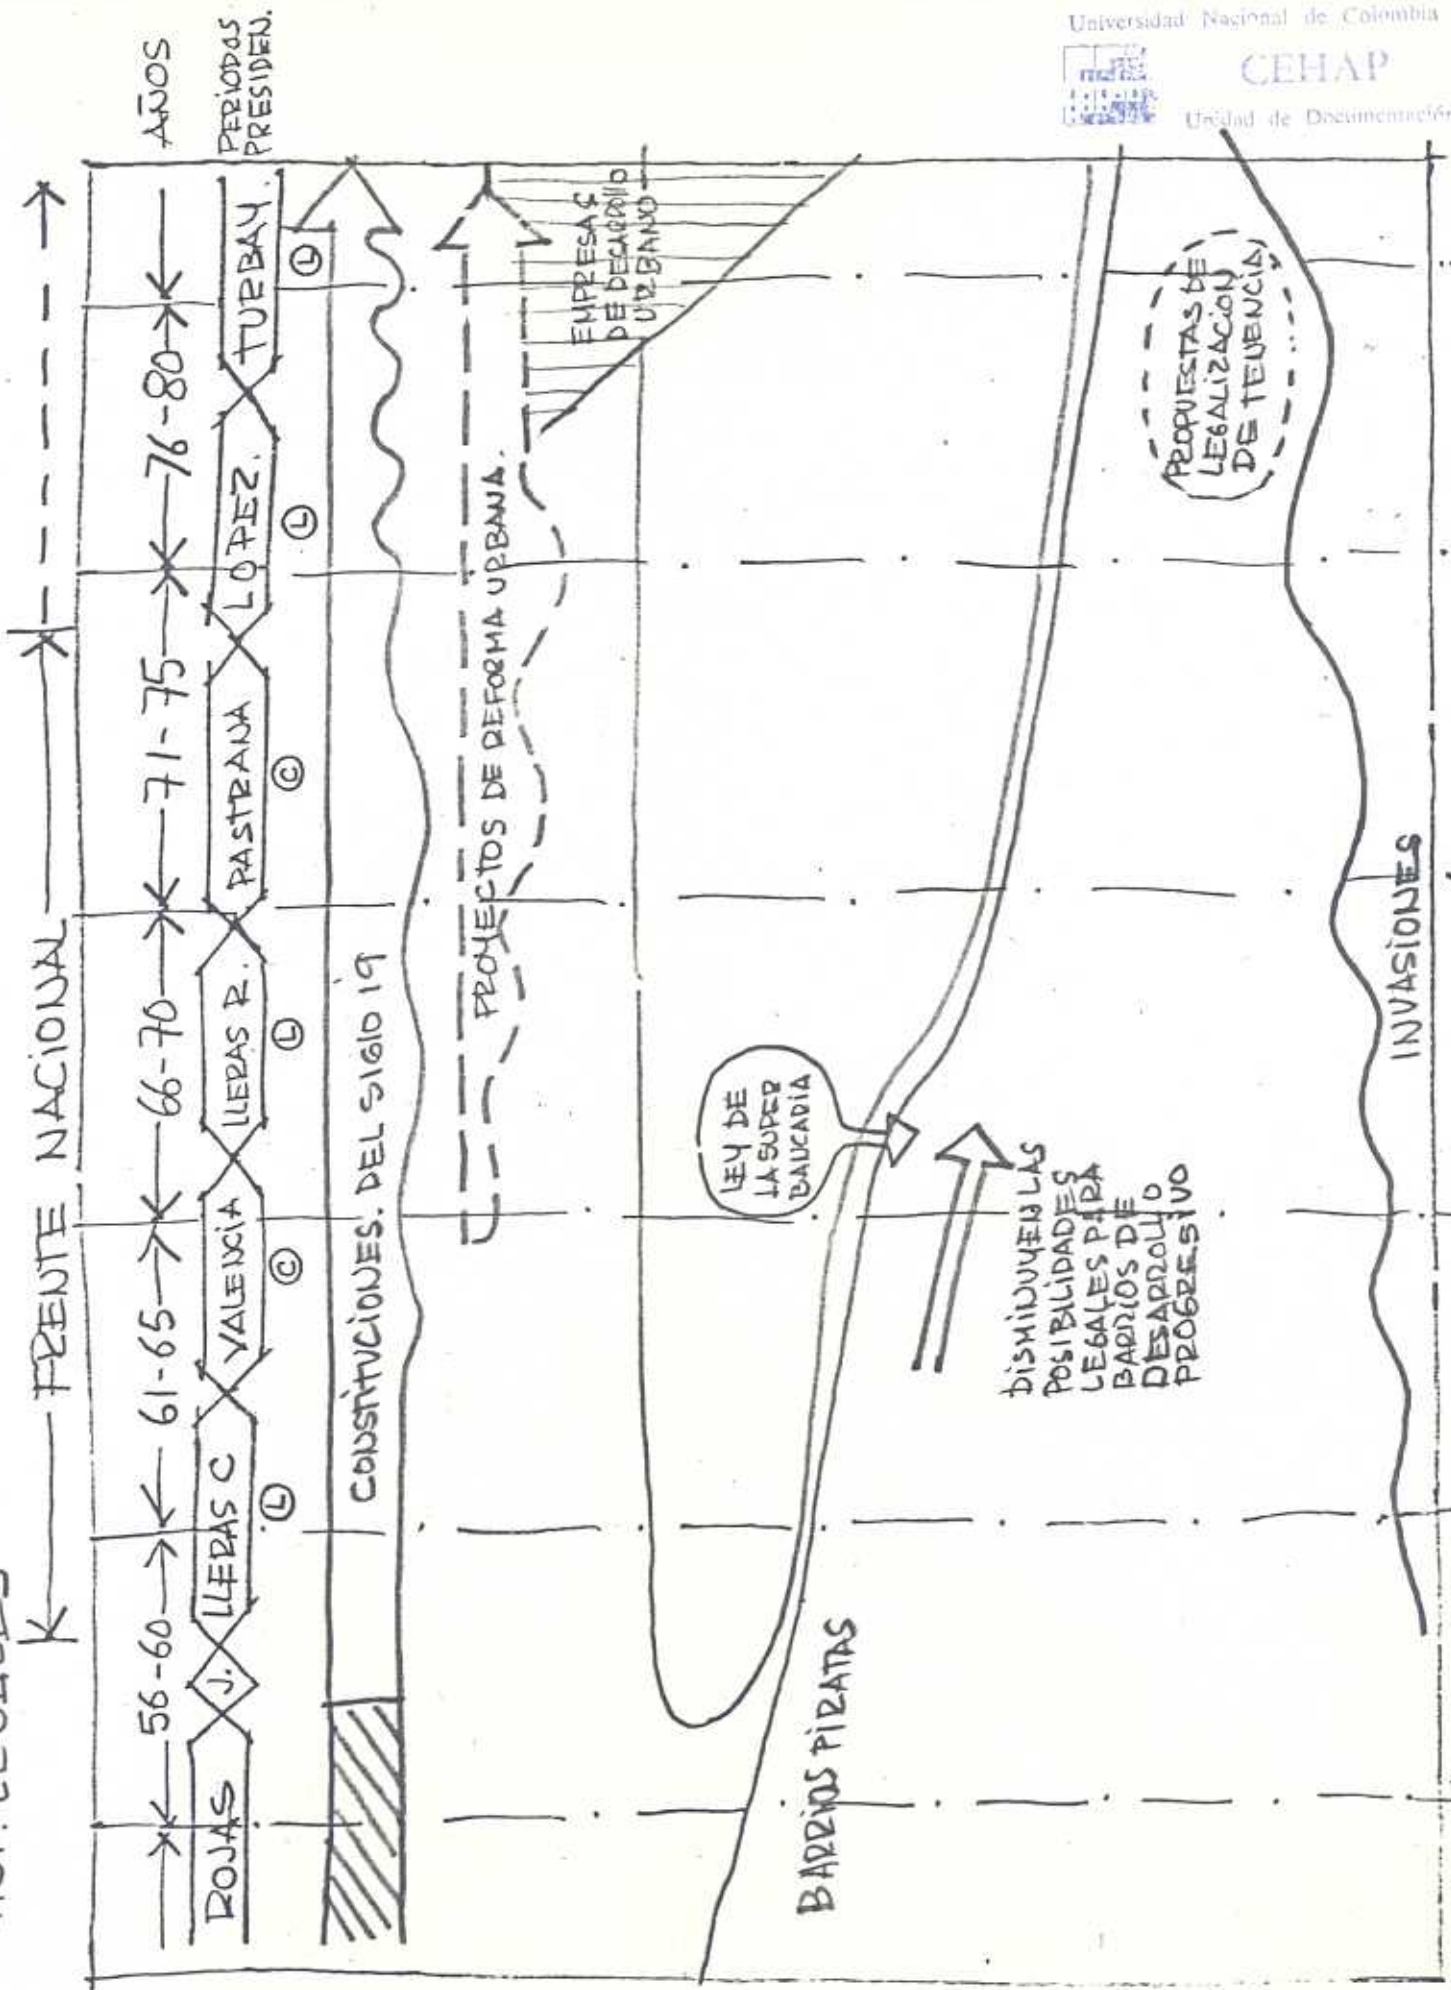 Universidad Nacional de Colombia
CEHAP
Unidad de Documentación
FRENTE NACIONAL
56-60
61-65
66-70
71-75
76-80
AÑOS
ROJAS
J.
LLERAS C
VALENCIA
LLERAS R.
PASTRANA
LOPEZ.
TURBAY.
PERIODOS
PRESIDEN.
L
C
L
C
L
L
CONSTITUCIONES. DEL SIGLO 19
PROYECTOS DE REFORMA URBANA.
EMPRESAS
DE DESARROLLO
URBANO
LEY DE
LA SUPER
BANCARIA
DISMINUYEN LAS
POSIBILIDADES
LEGALES PARA
BARRIOS DE
DESARROLLO
PROGRESIVO
BARRIOS PIRATAS
PROPUESTAS DE
LEGALIZACION
DE TENENCIA
INVASIONES